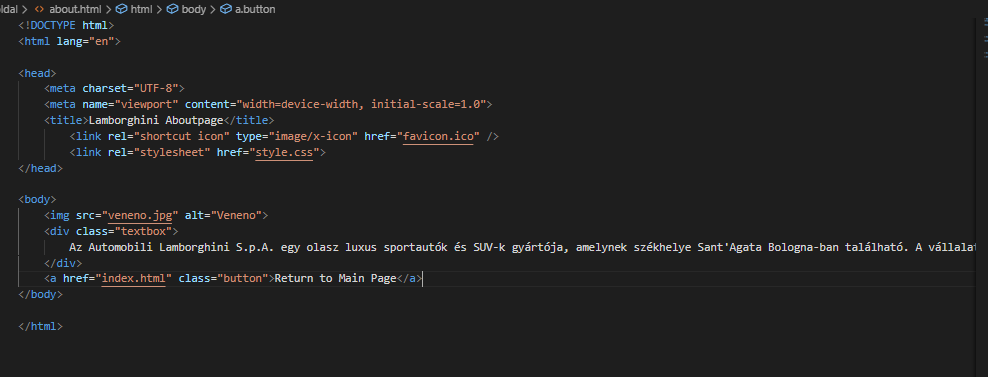 oldal > about.html > html > body > a.button
<!DOCTYPE html>
<html lang="en">
<head>
<meta charset="UTF-8">
<meta name="viewport" content="width=device-width, initial-scale=1.0">
<title>Lamborghini Aboutpage</title>
<link rel="shortcut icon" type="image/x-icon" href="favicon.ico" />
<link rel="stylesheet" href="style.css">
</head>
<body>
<img src="veneno.jpg" alt="Veneno">
<div class="textbox">
Az Automobili Lamborghini S.p.A. egy olasz luxus sportautók és SUV-k gyártója, amelynek székhelye Sant'Agata Bologna-ban található. A vállalat
</div>
<a href="index.html" class="button">Return to Main Page</a>
</body>
</html>